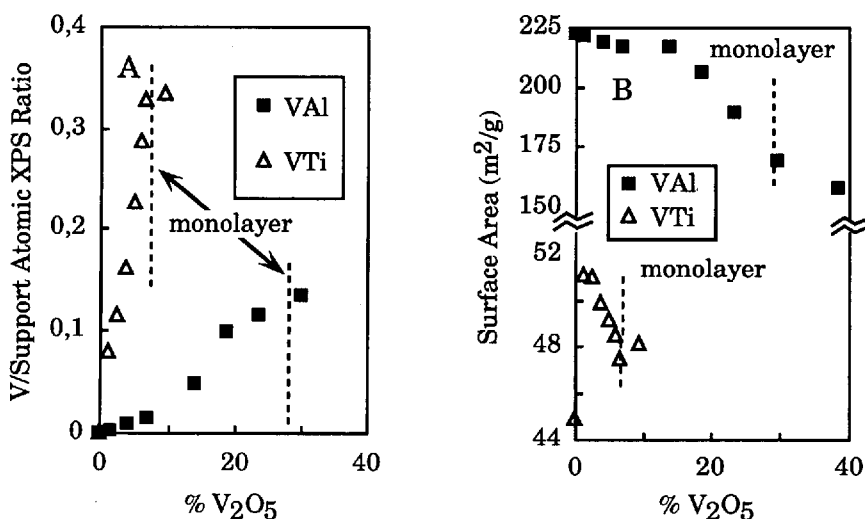 0,4
0,3
0,2
0,1
0
V/Support Atomic XPS Ratio
A
VAl
VTi
monolayer
0
20
40
% V2O5
225
200
175
150
52
48
44
Surface Area (m²/g)
monolayer
B
VAl
VTi
monolayer
0
10
20
30
40
% V2O5